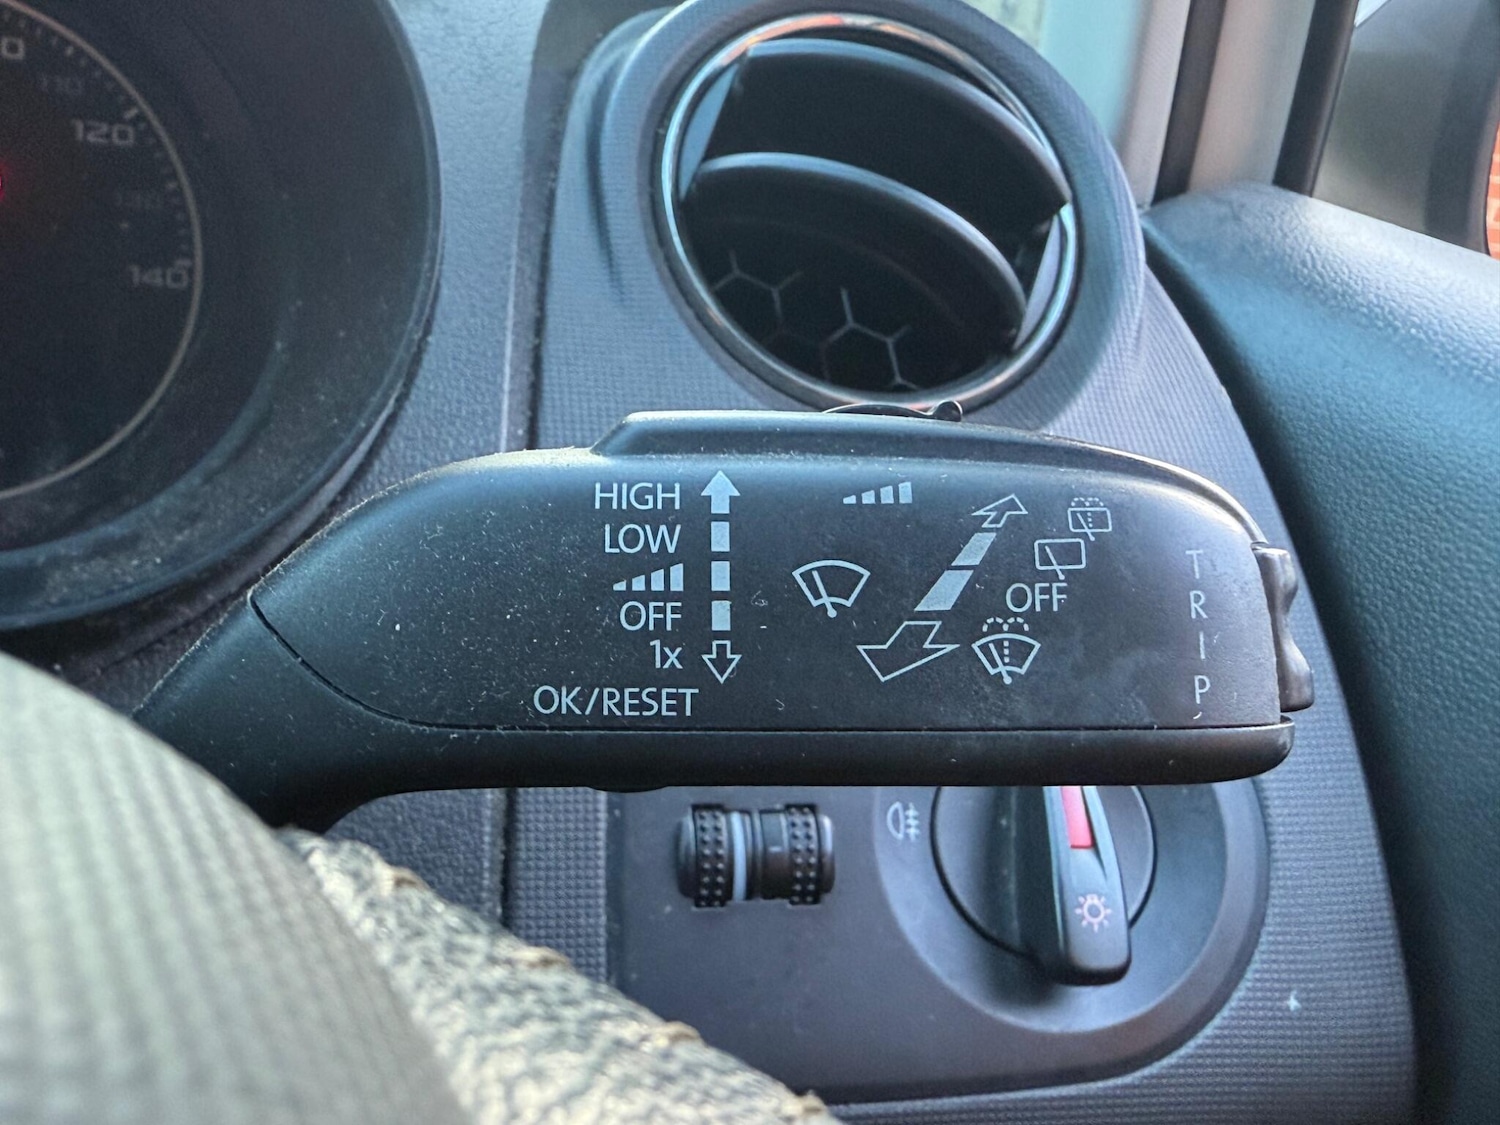 120
140
HIGH
LOW
OFF
1x
OK/RESET
OFF
TRIP